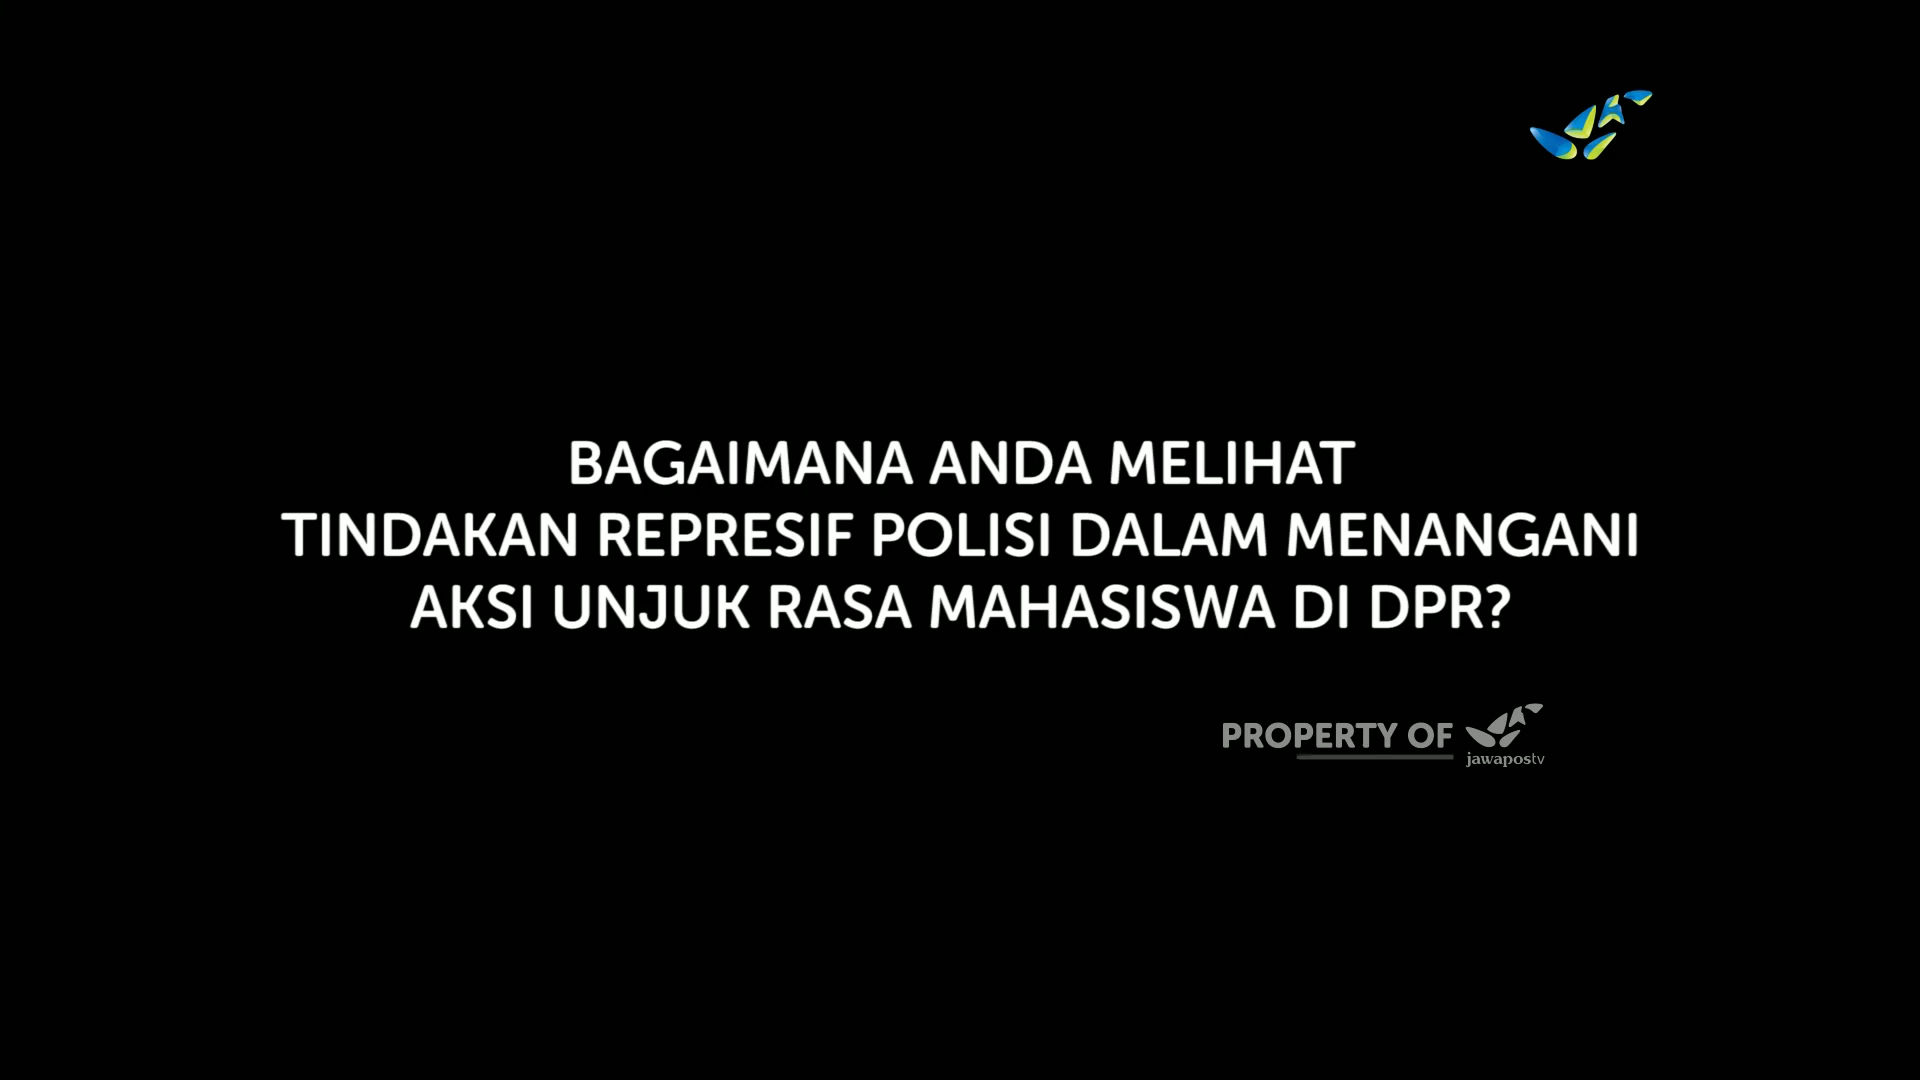 BAGAIMANA ANDA MELIHAT
TINDAKAN REPRESIF POLISI DALAM MENANGANI
AKSI UNJUK RASA MAHASISWA DI DPR?
PROPERTY OF
jawapostv